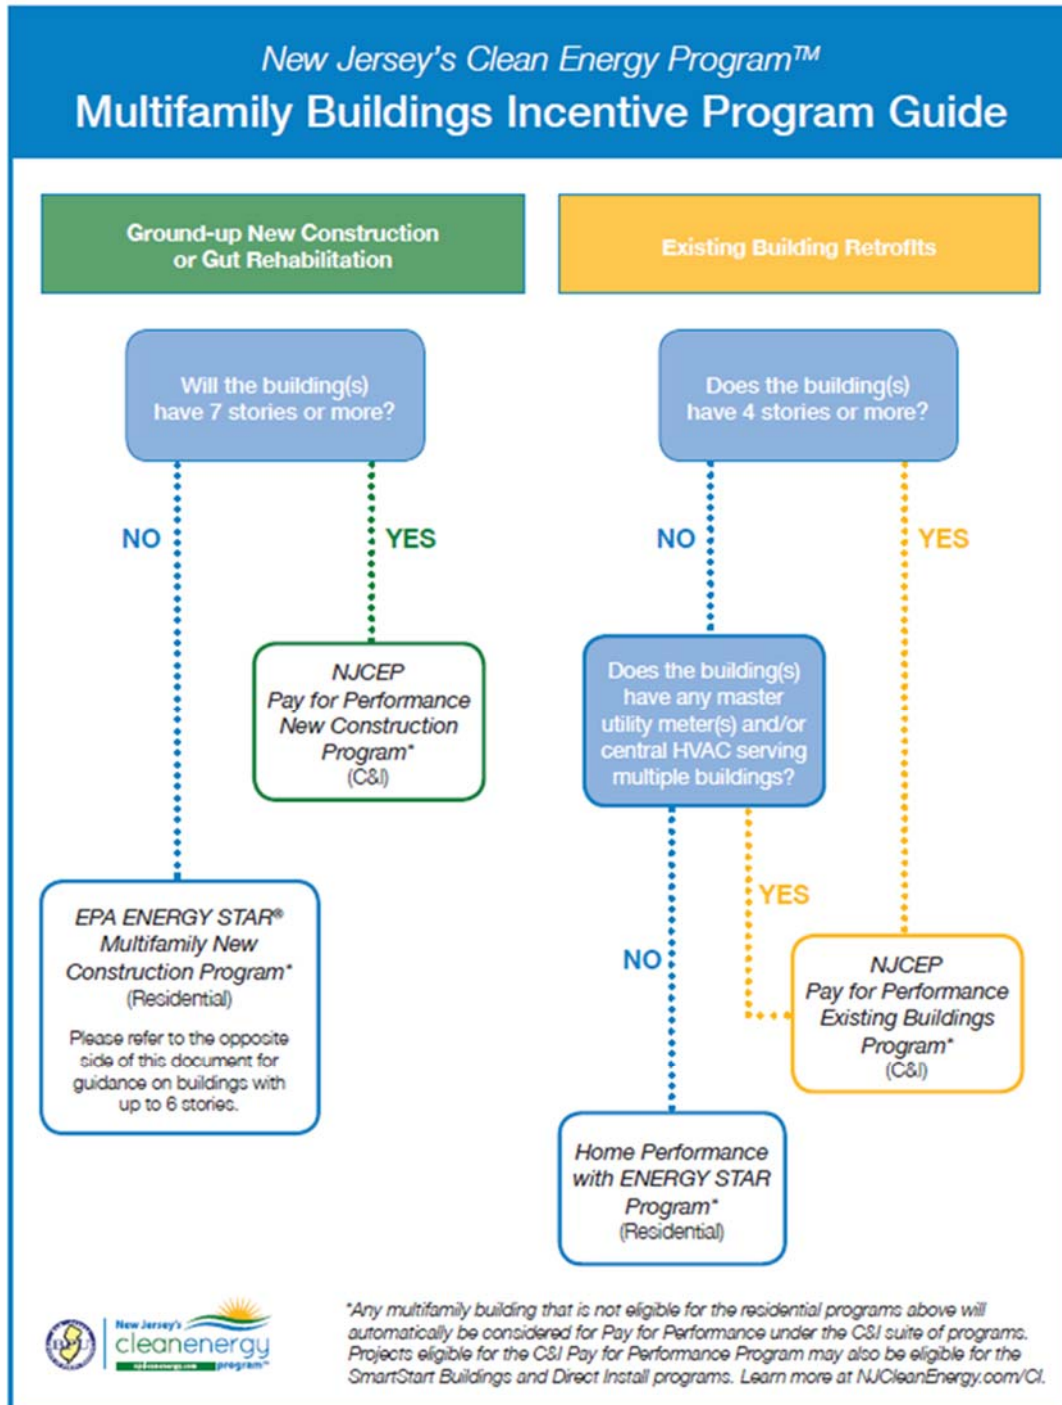 New Jersey's Clean Energy Program™
Multifamily Buildings Incentive Program Guide
Ground-up New Construction
or Gut Rehabilitation
Will the building(s)
have 7 stories or more?
NO
YES
NJCEP
Pay for Performance
New Construction
Program*
(C&I)
EPA ENERGY STAR®
Multifamily New
Construction Program*
(Residential)
Please refer to the opposite
side of this document for
guidance on buildings with
up to 6 stories.
Existing Building Retrofits
Does the building(s)
have 4 stories or more?
NO
YES
Does the building(s)
have any master
utility meter(s) and/or
central HVAC serving
multiple buildings?
NO
YES
NJCEP
Pay for Performance
Existing Buildings
Program*
(C&I)
Home Performance
with ENERGY STAR
Program*
(Residential)
New Jersey's
cleanenergy
njcleanenergy.com
program™
*Any multifamily building that is not eligible for the residential programs above will
automatically be considered for Pay for Performance under the C&I suite of programs.
Projects eligible for the C&I Pay for Performance Program may also be eligible for the
SmartStart Buildings and Direct Install programs. Learn more at NJCleanEnergy.com/CI.